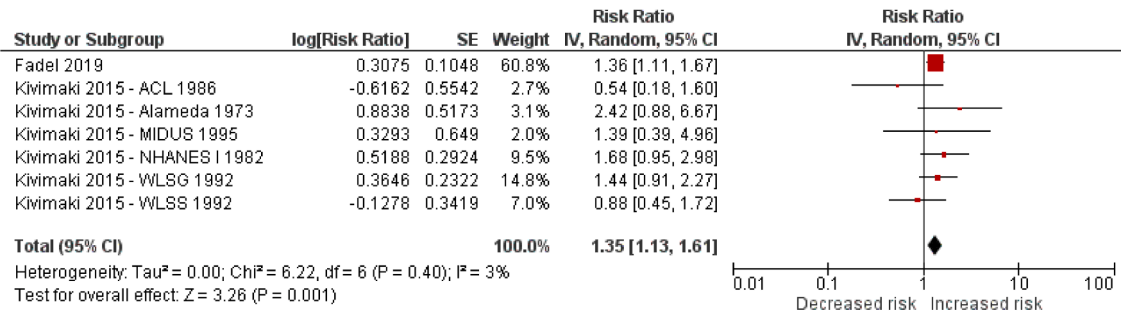 Risk Ratio Risk Ratio
Study or Subgroup log[Risk Ratio] SE Weight IV, Random, 95% CI IV, Random, 95% CI
Fadel 2019 0.3075 0.1048 60.8% 1.36 [1.11, 1.67]
Kivimaki 2015 - ACL 1986 -0.6162 0.5542 2.7% 0.54 [0.18, 1.60]
Kivimaki 2015 - Alameda 1973 0.8838 0.5173 3.1% 2.42 [0.88, 6.67]
Kivimaki 2015 - MIDUS 1995 0.3293 0.649 2.0% 1.39 [0.39, 4.96]
Kivimaki 2015 - NHANES I 1982 0.5188 0.2924 9.5% 1.68 [0.95, 2.98]
Kivimaki 2015 - WLSG 1992 0.3646 0.2322 14.8% 1.44 [0.91, 2.27]
Kivimaki 2015 - WLSS 1992 -0.1278 0.3419 7.0% 0.88 [0.45, 1.72]
Total (95% CI) 100.0% 1.35 [1.13, 1.61]
Heterogeneity: Tau² = 0.00; Chi² = 6.22, df = 6 (P = 0.40); I² = 3%
Test for overall effect: Z = 3.26 (P = 0.001)
0.01 0.1 1 10 100
Decreased risk Increased risk